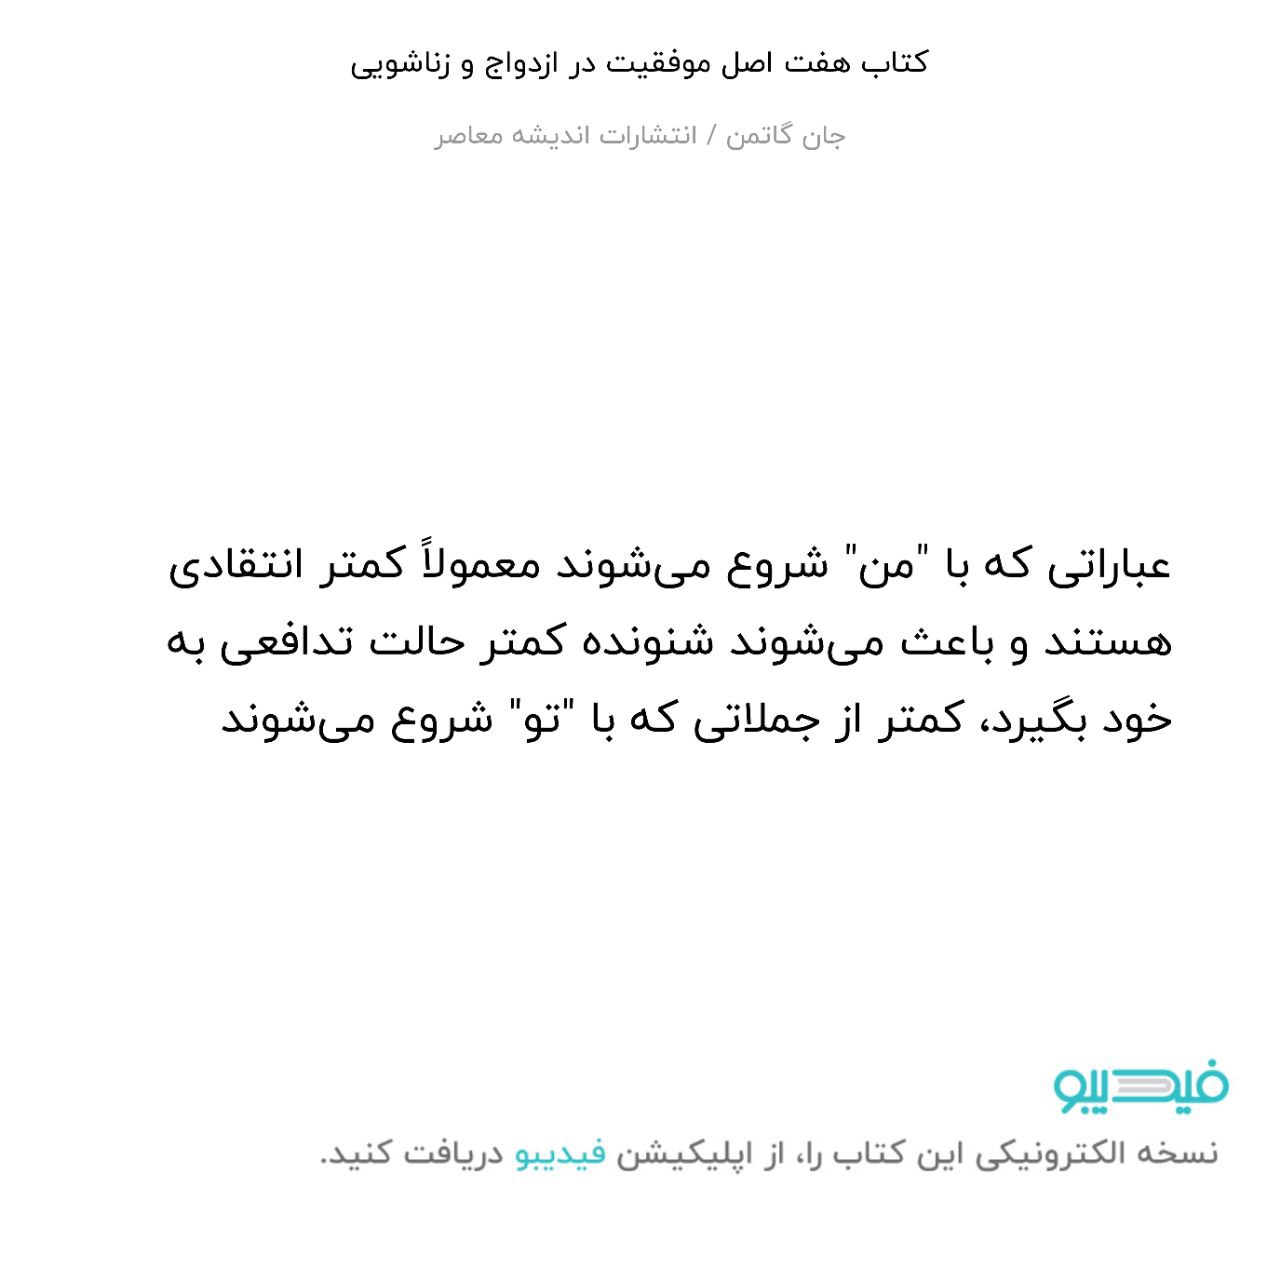 کتاب هفت اصل موفقیت در ازدواج و زناشویی
جان گاتمن / انتشارات اندیشه معاصر
عباراتی که با "من" شروع می‌شوند معمولاً کمتر انتقادی
هستند و باعث می‌شوند شنونده کمتر حالت تدافعی به
خود بگیرد، کمتر از جملاتی که با "تو" شروع می‌شوند
فیدیبو
نسخه الکترونیکی این کتاب را، از اپلیکیشن فیدیبو دریافت کنید.